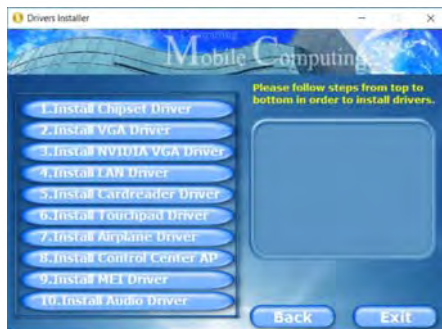 Drivers Installer
Mobile Computing
Please follow steps from top to
bottom in order to install drivers.
1.Install Chipset Driver
2.Install VGA Driver
3.Install NVIDIA VGA Driver
4.Install LAN Driver
5.Install Cardreader Driver
6.Install Touchpad Driver
7.Install Airplane Driver
8.Install Control Center AP
9.Install MEI Driver
10.Install Audio Driver
Back
Exit